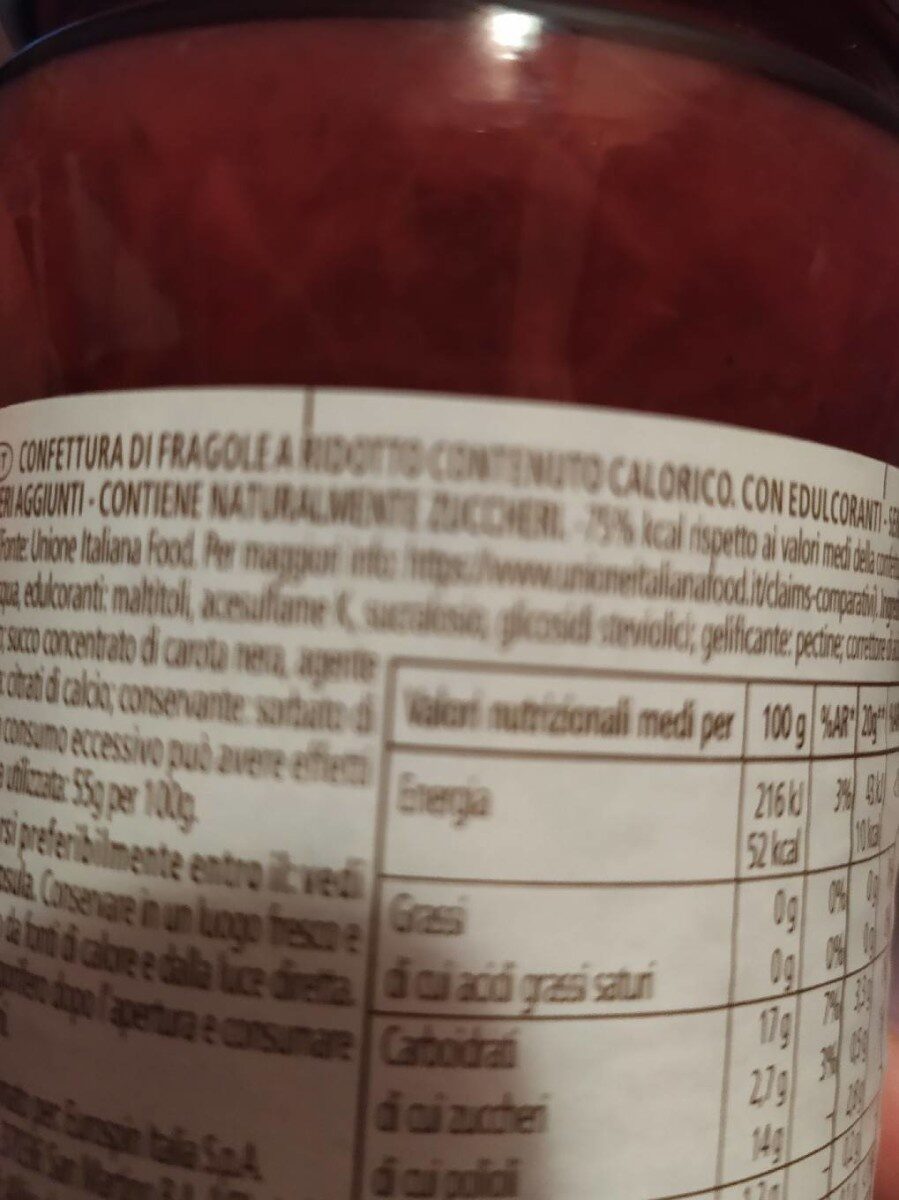 IT CONFETTURA DI FRAGOLE A RIDOTTO CONTENUTO CALORICO. CON EDULCORANTI -
AGGIUNTI - CONTIENE NATURALMENTE ZUCCHERI. -75% kcal rispetto ai valori medi della
Fonte Unione Italiana Food. Per maggiori info: https://www.unioneitalianafood.it/claims-comparativi).
edulcoranti: maltitoli, acesulfame K, sucralosio, glicosidi steviolici; gelificante: pectine; correttore
succo concentrato di carota nera, agente
citrati di calcio; conservante: sorbato di
consumo eccessivo può avere effetti
utilizzata: 55g per 100g.
preferibilmente entro il: vedi
Conservare in un luogo fresco e
da fonti di calore e dalla luce diretta.
dopo l'apertura e consumare
Eurospin Italia S.p.A.
San Martino
Valori nutrizionali medi per 100 g %AR* 20g**
Energia 216 kJ 3% 43 kJ
52 kcal 10 kcal
Grassi 0g 0% 0g
di cui acidi grassi saturi 0g 0% 0g
Carboidrati 17g 7% 3,3g
di cui zuccheri 2,7g 3% 0,5g
di cui polioli 14g - 2,8g